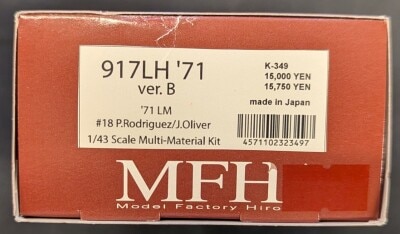 917LH '71
ver. B
'71 LM
#18 P.Rodriguez/J.Oliver
1/43 Scale Multi-Material Kit
K-349
15,000 YEN
15,750 YEN
made in Japan
4571102323497
MFH
Model Factory Hiro